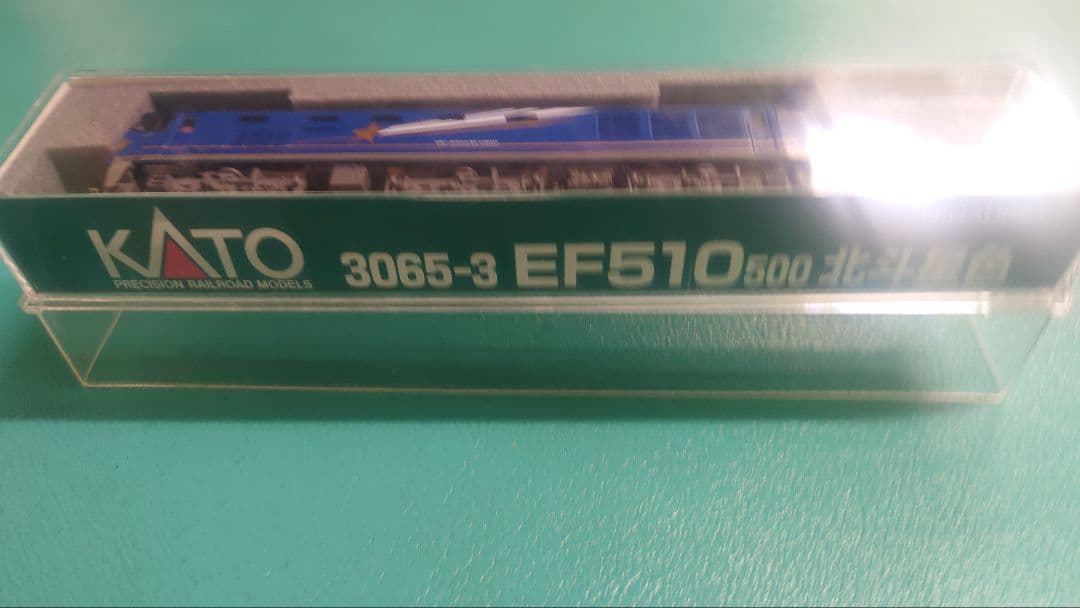 KATO
PRECISION RAILROAD MODELS
3065-3 EF510 500 北斗星色